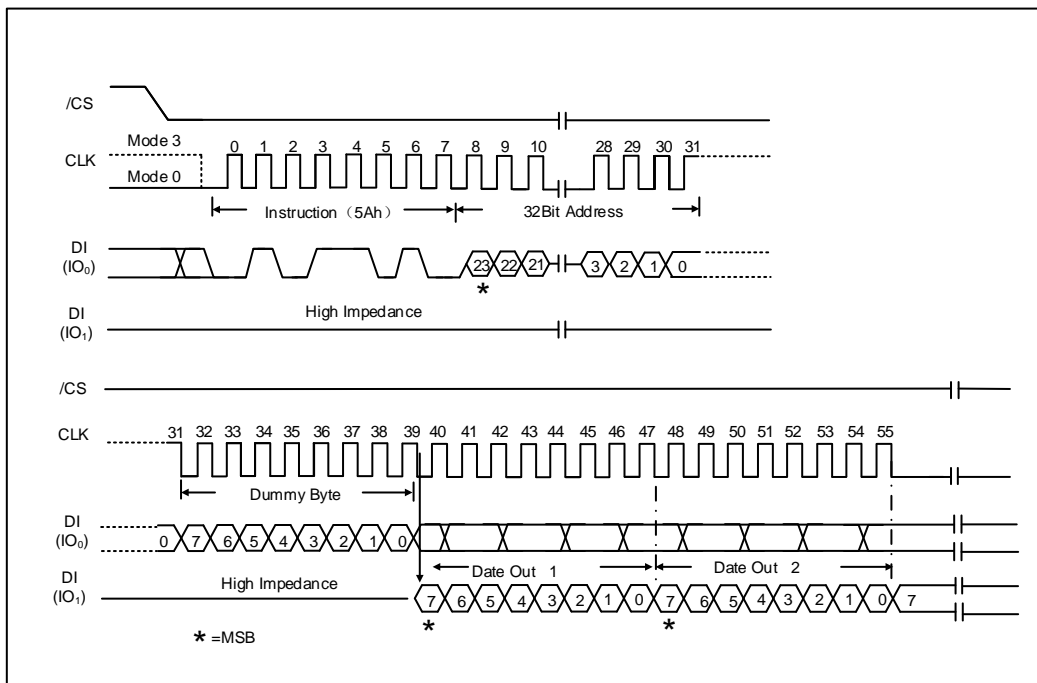 /CS
Mode 3
CLK
Mode 0
0 1 2 3 4 5 6 7 8 9 10 28 29 30 31
Instruction（5Ah） 32Bit Address
DI
(IO₀)
23 22 21 3 2 1 0
*
DI
(IO₁)
High Impedance
/CS
CLK
31 32 33 34 35 36 37 38 39 40 41 42 43 44 45 46 47 48 49 50 51 52 53 54 55
Dummy Byte
DI
(IO₀)
0 7 6 5 4 3 2 1 0
Date Out 1 Date Out 2
DI
(IO₁)
High Impedance
7 6 5 4 3 2 1 0 7 6 5 4 3 2 1 0 7
* *
* =MSB